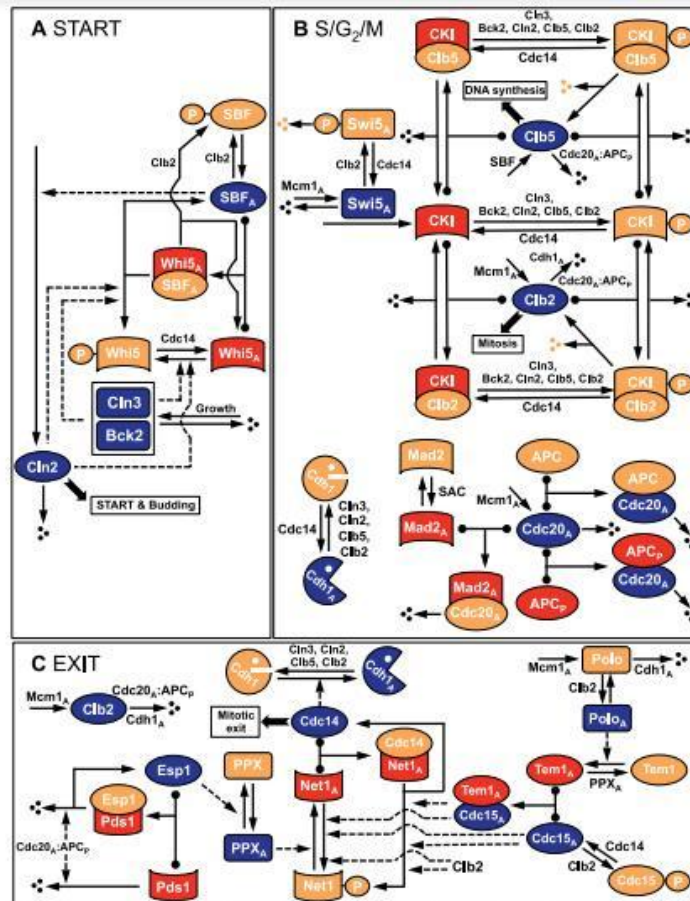 A START
P SBF
Clb2
Clb2
SBFA
Whi5A
SBFA
P Whi5
Cdc14
Whi5A
Cln3
Bck2
Growth
Cln2
START & Budding
B S/G2/M
CKI
Clb5
Cln3,
Bck2, Cln2, Clb5, Clb2
Cdc14
CKI P
Clb5
DNA synthesis
P Swi5A
Clb5
Clb2
Cdc14
SBF
Cdc20A:APCP
Mcm1A
Swi5A
CKI
Cln3,
Bck2, Cln2, Clb5, Clb2
Cdc14
CKI P
Cdh1A
Mcm1A
Cdc20A:APCP
Clb2
Mitosis
CKI
Clb2
Cln3,
Bck2, Cln2, Clb5, Clb2
Cdc14
CKI P
Clb2
Cdh1
Cdc14
Cln3,
Cln2,
Clb5,
Clb2
Cdh1A
Mad2
SAC
Mad2A
Mad2A
Cdc20A
APC
Mcm1A
Cdc20A
APCP
APC
Cdc20A
APCP
Cdc20A
C EXIT
Mcm1A
Clb2
Cdc20A:APCP
Cdh1A
Cdh1
Cln3, Cln2,
Clb5, Clb2
Cdh1A
Mitotic
exit
Cdc14
Mcm1A
Polo
Cdh1A
Clb2
PoloA
Esp1
PPX
Cdc14
Net1A
Esp1
Pds1
Net1A
Tem1A
Cdc15A
Tem1A
PPXA
Tem1
Cdc20A:APCP
PPXA
Cdc15A
Cdc14
Clb2
Pds1
Net1 P
Clb2
Cdc15 P